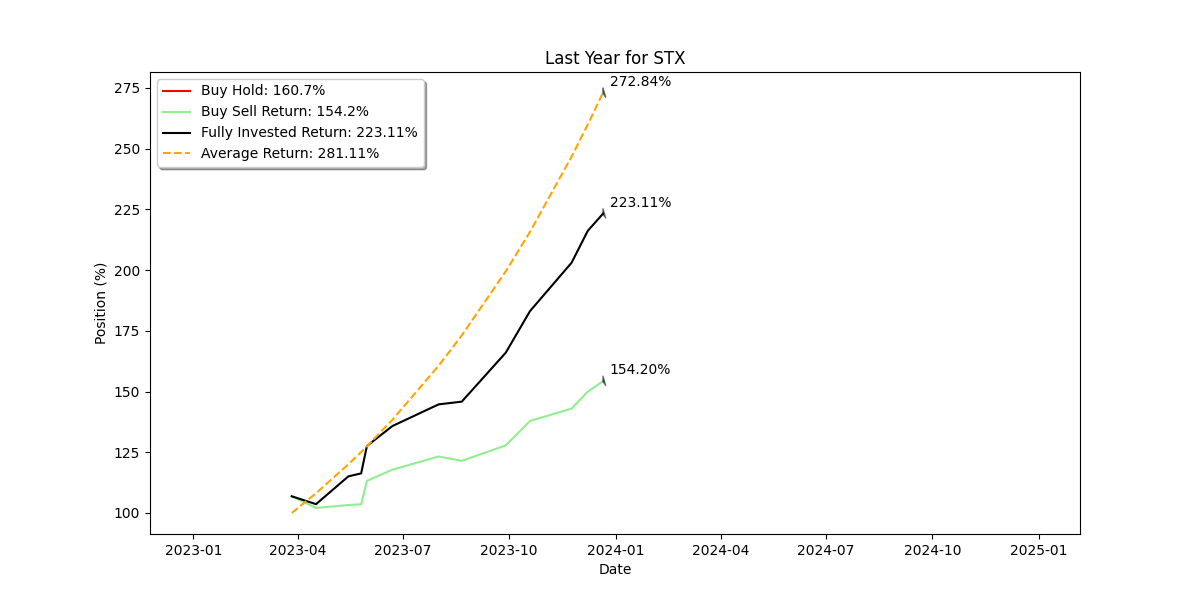 Last Year for STX
Buy Hold: 160.7%
Buy Sell Return: 154.2%
Fully Invested Return: 223.11%
Average Return: 281.11%
272.84%
223.11%
154.20%
275
250
225
200
175
150
125
100
Position (%)
2023-01 2023-04 2023-07 2023-10 2024-01 2024-04 2024-07 2024-10 2025-01
Date